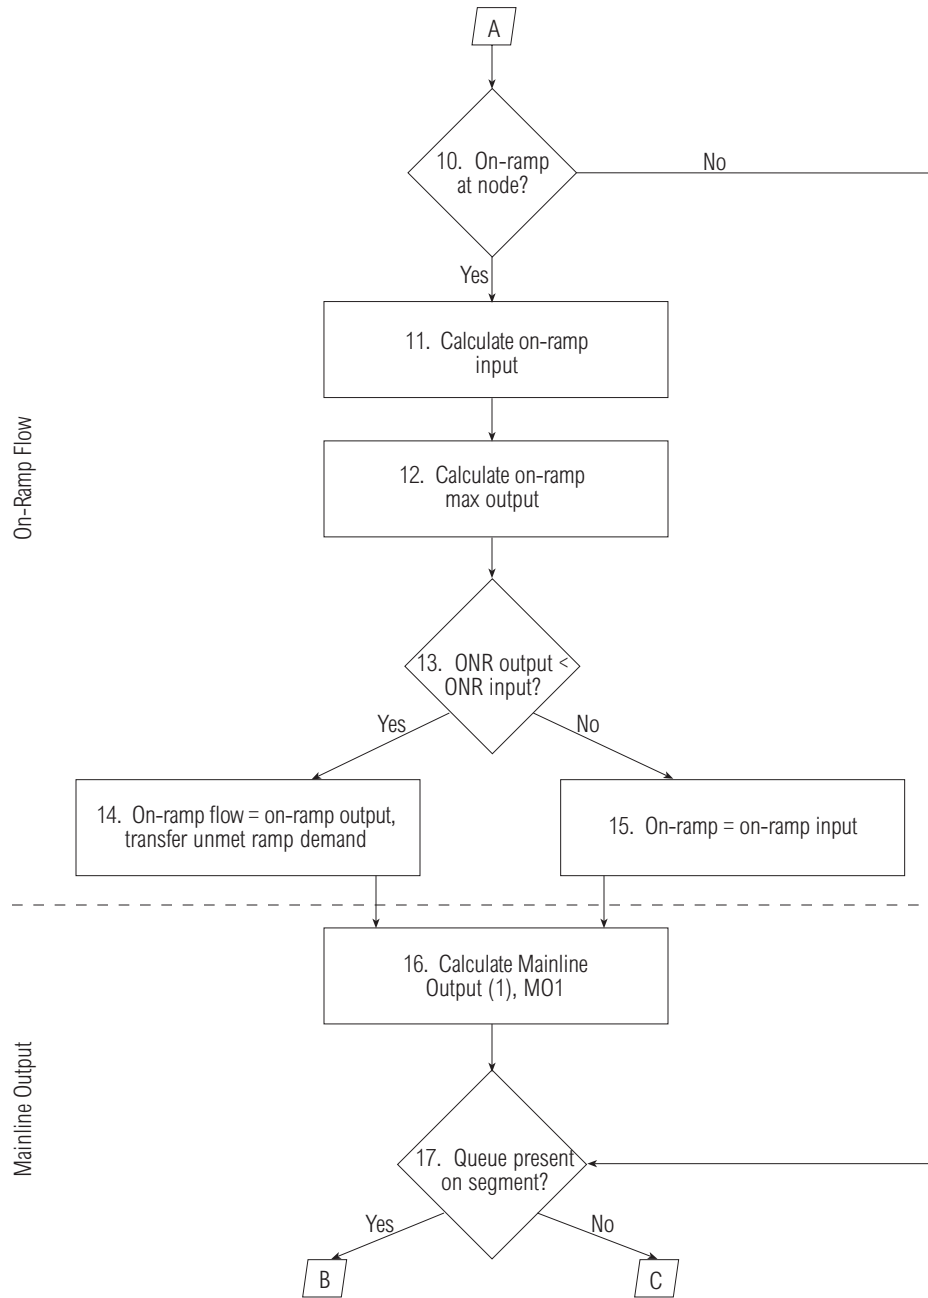 A
10. On-ramp
at node?
No
Yes
11. Calculate on-ramp
input
On-Ramp Flow
12. Calculate on-ramp
max output
13. ONR output <
ONR input?
Yes
No
14. On-ramp flow = on-ramp output,
transfer unmet ramp demand
15. On-ramp = on-ramp input
16. Calculate Mainline
Output (1), MO1
Mainline Output
17. Queue present
on segment?
Yes
No
B
C